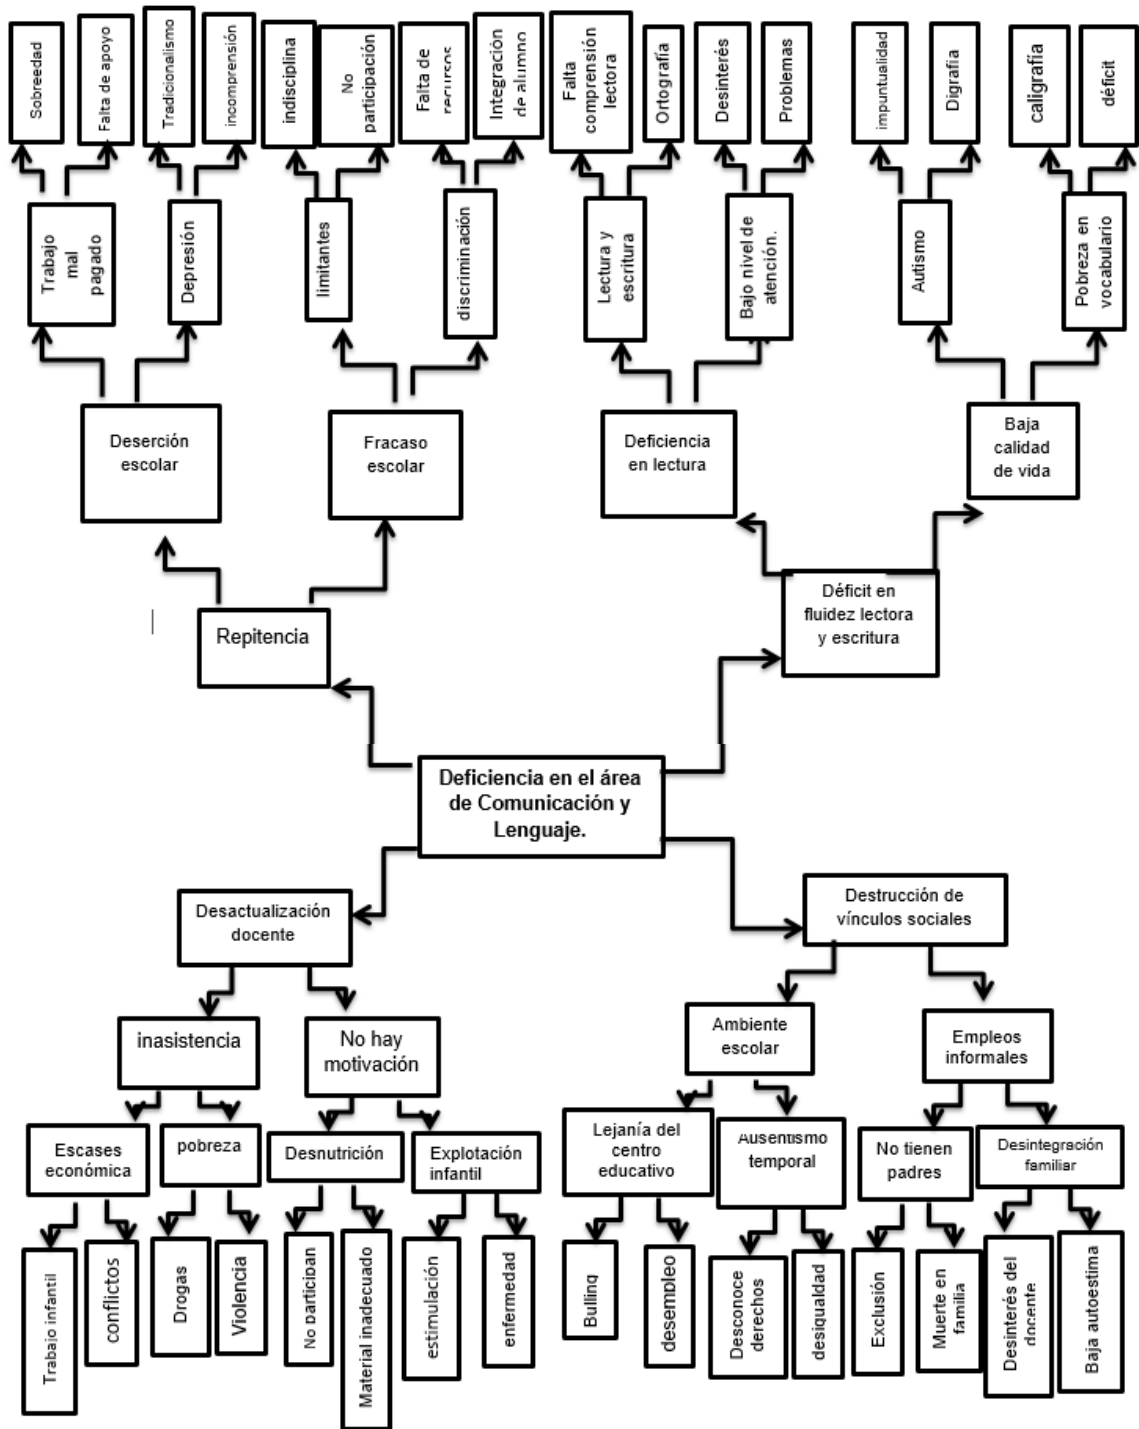 Sobreedad
Falta de apoyo
Tradicionalismo
incomprensión
indisciplina
No
participación
Falta de
recursos
Integración
de alumno
Falta
comprensión
lectora
Ortografía
Desinterés
Problemas
impuntualidad
Digrafia
caligrafía
déficit
Trabajo
mal
pagado
Depresión
limitantes
discriminación
Lectura y
escritura
Bajo nivel de
atención.
Autismo
Pobreza en
vocabulario
Deserción
escolar
Fracaso
escolar
Deficiencia
en lectura
Baja
calidad
de vida
Repitencia
Déficit en
fluidez lectora
y escritura
Deficiencia en el área
de Comunicación y
Lenguaje.
Desactualización
docente
Destrucción de
vínculos sociales
inasistencia
No hay
motivación
Ambiente
escolar
Empleos
informales
Escases
económica
pobreza
Desnutrición
Explotación
infantil
Lejanía del
centro
educativo
Ausentismo
temporal
No tienen
padres
Desintegración
familiar
Trabajo infantil
conflictos
Drogas
Violencia
No participan
Material inadecuado
estimulación
enfermedad
Bulling
desempleo
Desconoce
derechos
desigualdad
Exclusión
Muerte en
familia
Desinterés del
docente
Baja autoestima